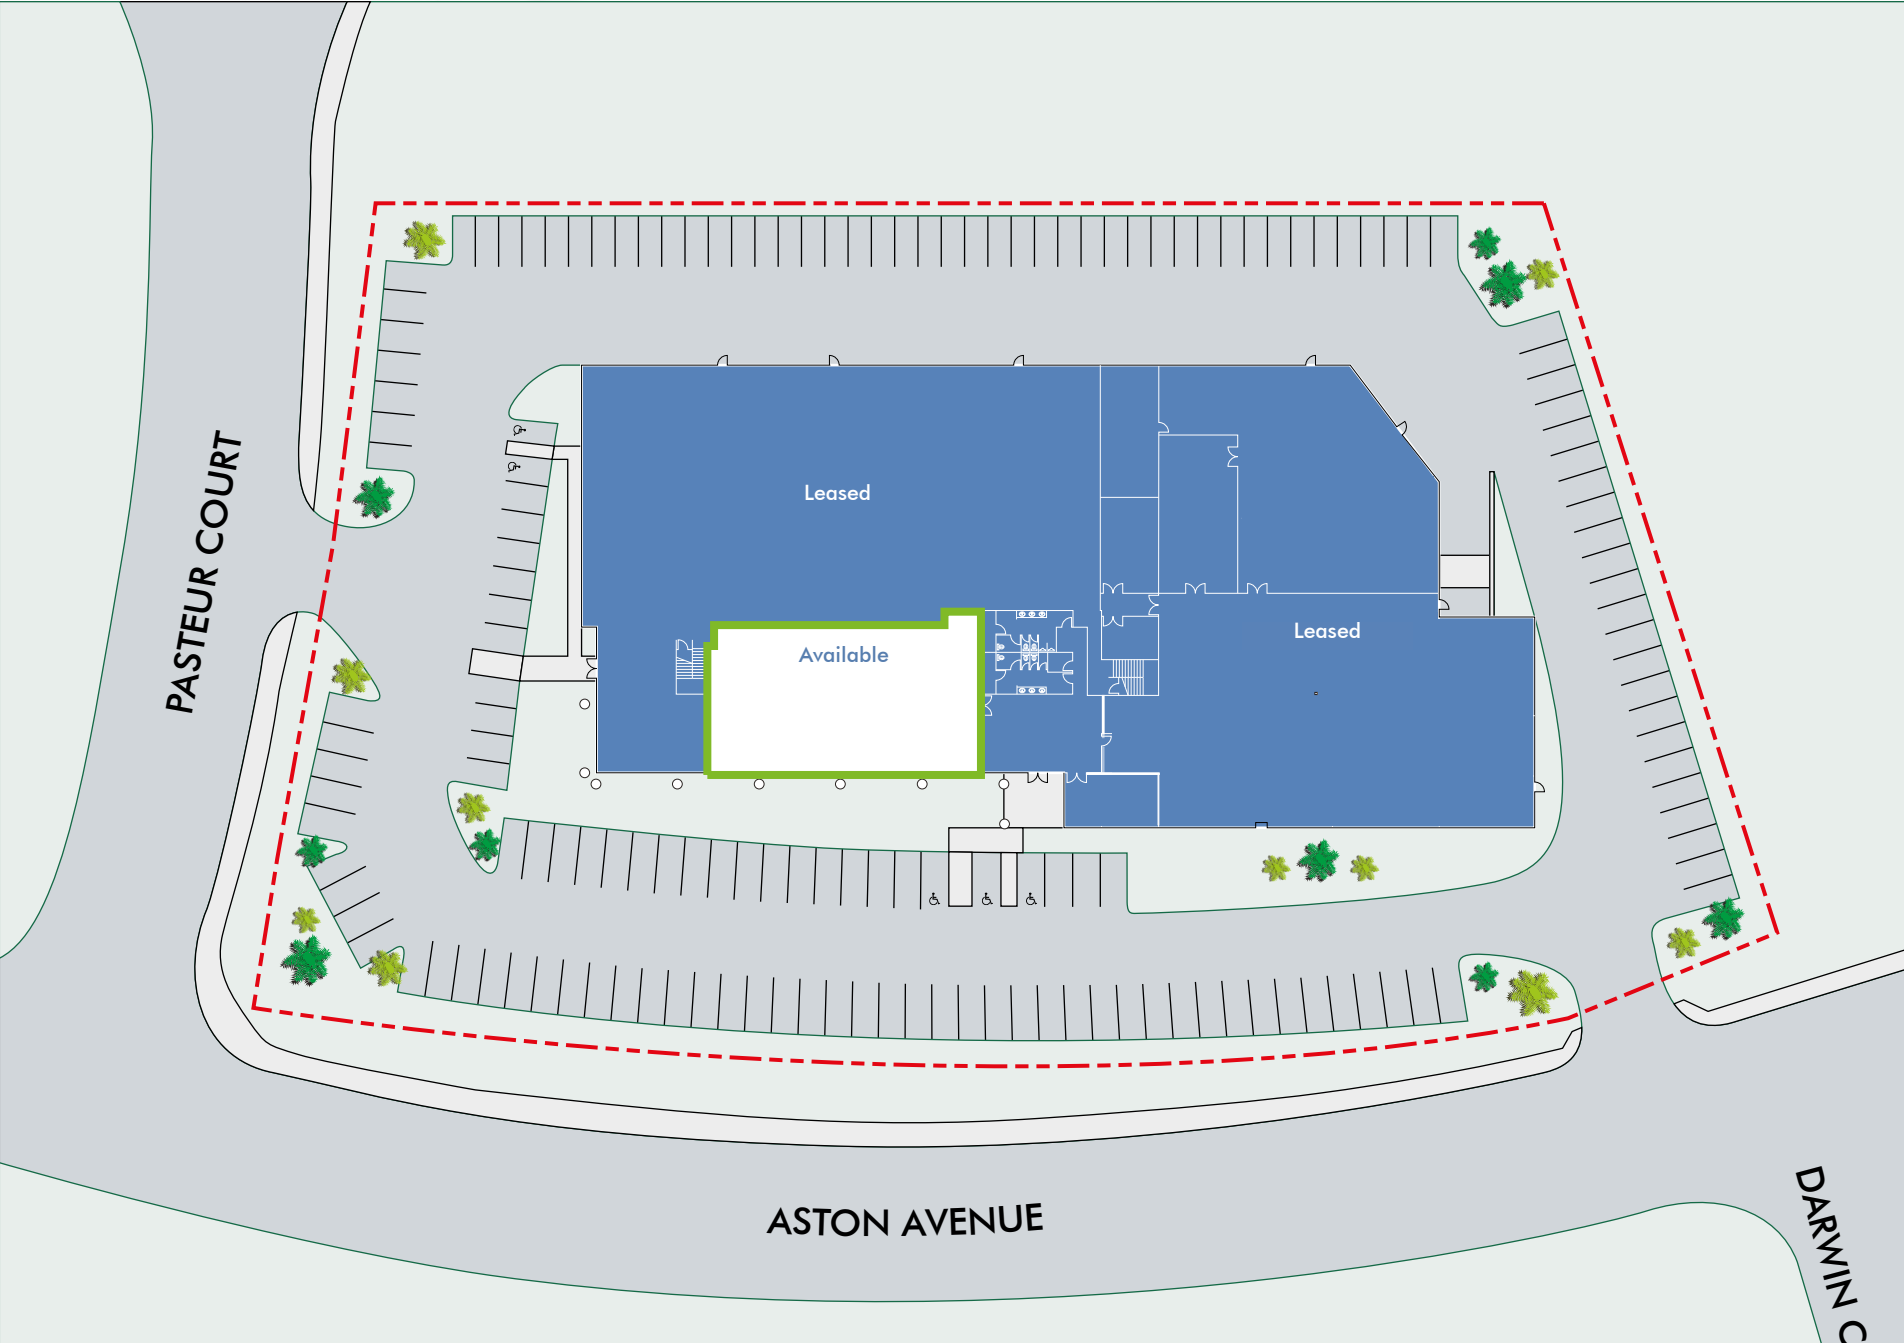 PASTEUR COURT
Leased
Available
Leased
ASTON AVENUE
DARWIN C